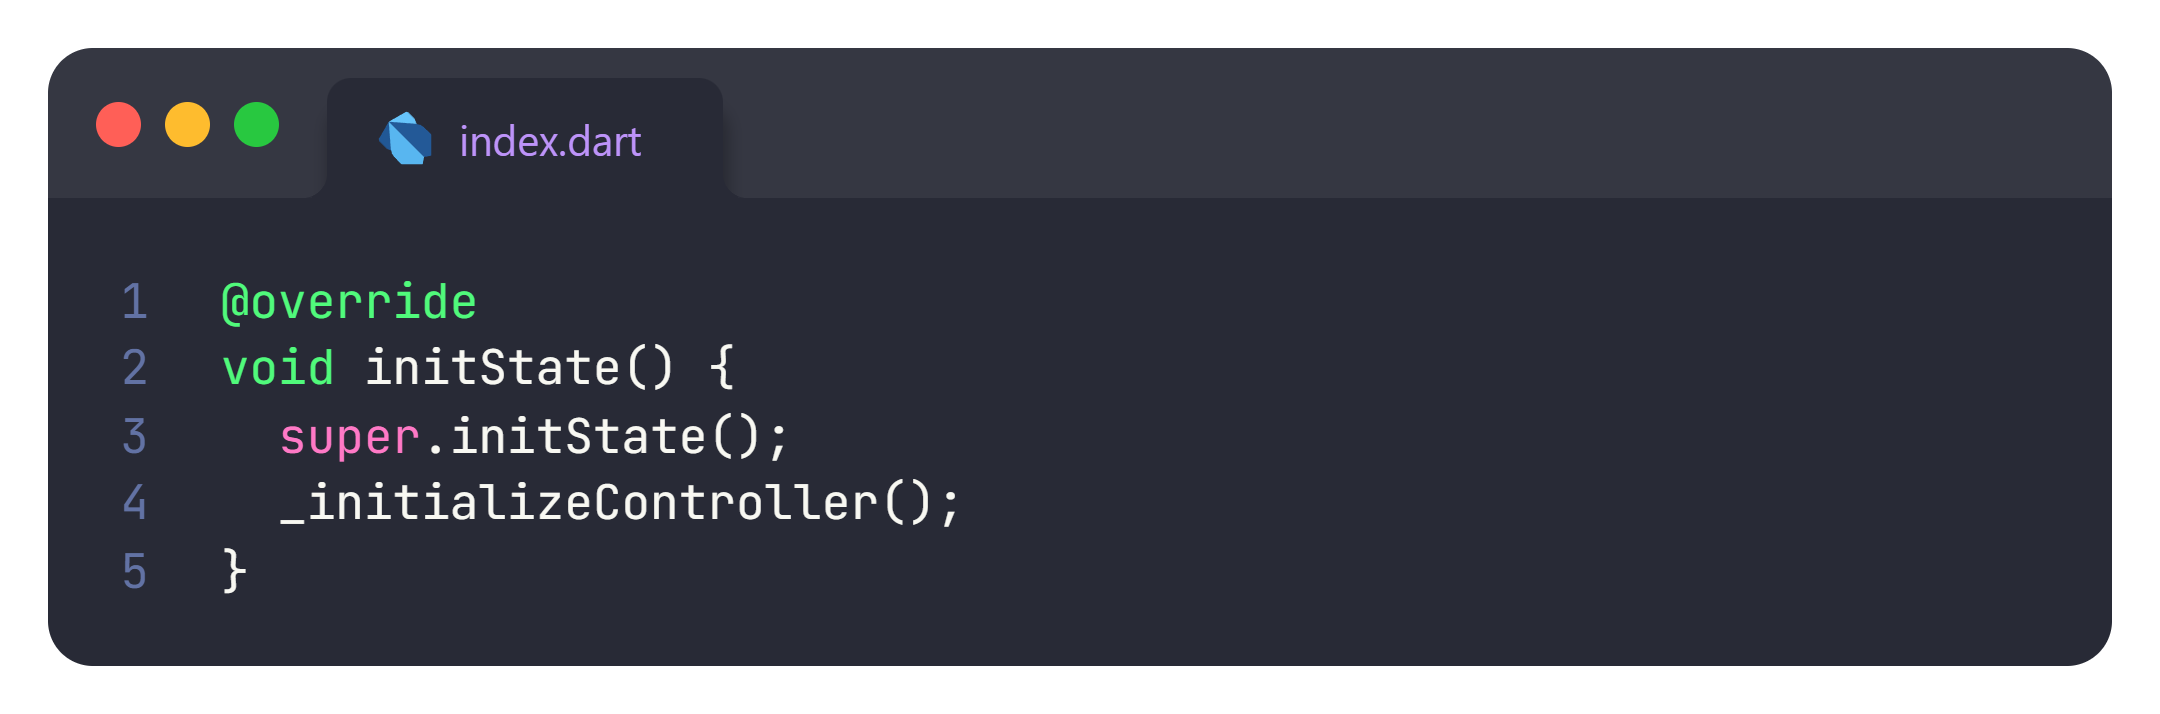 index.dart
1 @override
2 void initState() {
3   super.initState();
4   _initializeController();
5 }